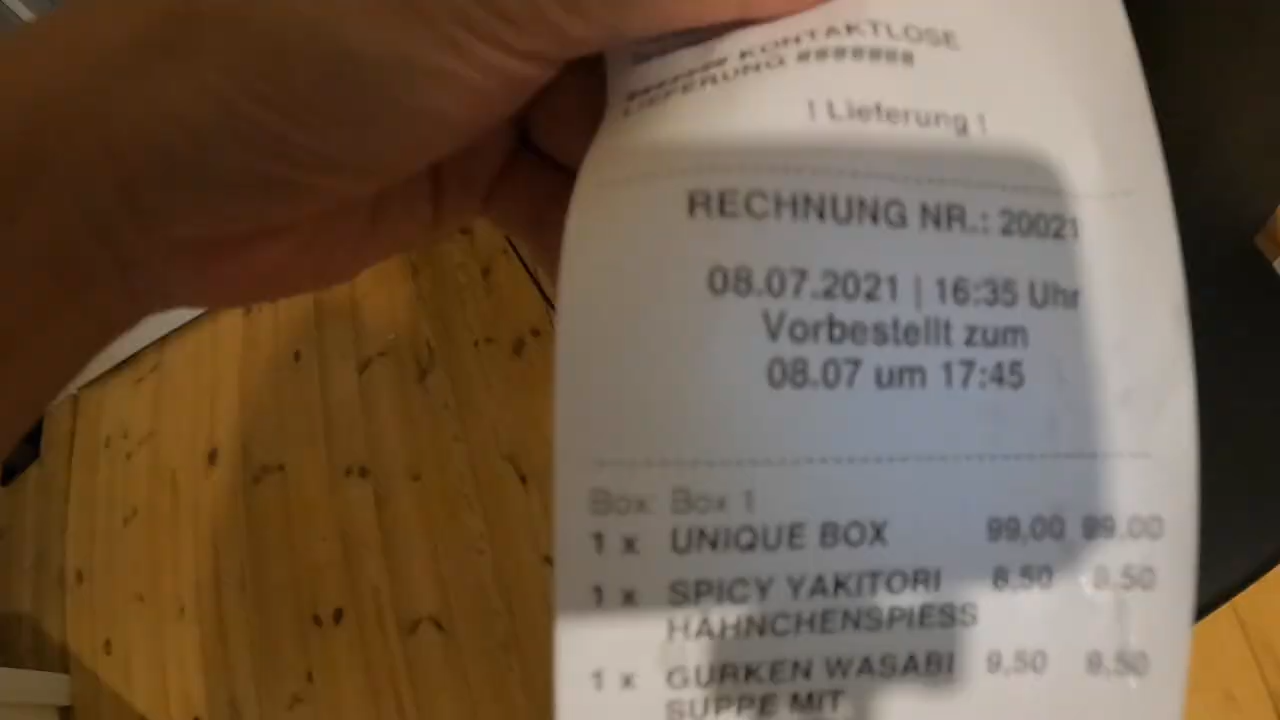 KONTAKTLOSE
LIEFERUNG #######
! Lieferung !
RECHNUNG NR.: 20021
08.07.2021 | 16:35 Uhr
Vorbestellt zum
08.07 um 17:45
Box: Box 1
1 x UNIQUE BOX 99,00 99,00
1 x SPICY YAKITORI 8,50 8,50
HÄHNCHENSPIESS
1 x GURKEN WASABI 9,50 9,50
SUPPE MIT